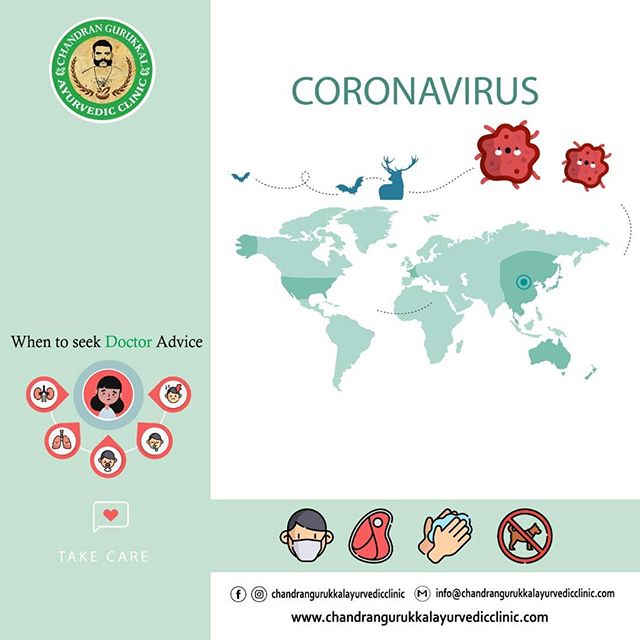 CHANDRAN GURUKKAL
AYURVEDIC CLINIC
CORONAVIRUS
When to seek Doctor Advice
TAKE CARE
chandrangurukkalayurvedicclinic
info@chandrangurukkalayurvedicclinic.com
www.chandrangurukkalayurvedicclinic.com